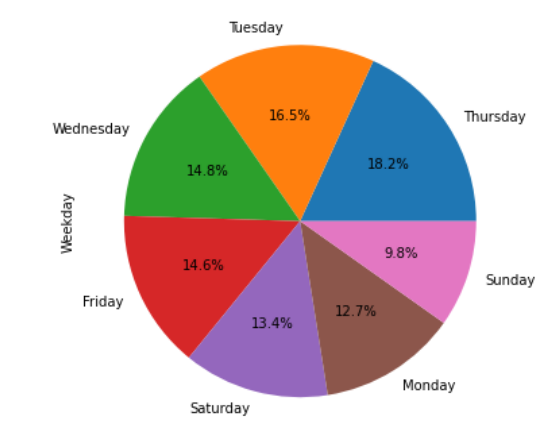 Tuesday
16.5%
Thursday
18.2%
Wednesday
14.8%
Weekday
Friday
14.6%
Saturday
13.4%
Monday
12.7%
Sunday
9.8%